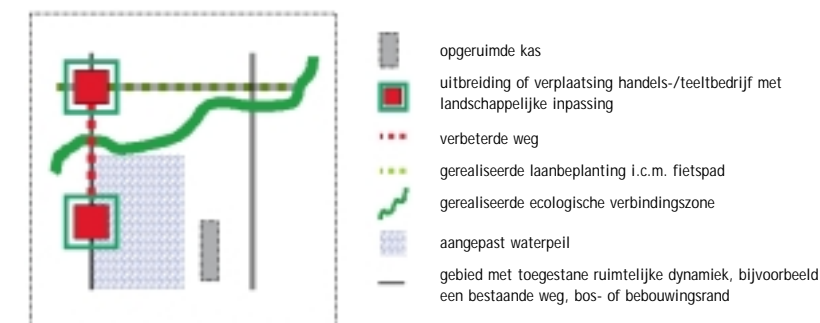 opgeruimde kas
uitbreiding of verplaatsing handels-/teeltbedrijf met
landschappelijke inpassing
verbeterde weg
gerealiseerde laanbeplanting i.c.m. fietspad
gerealiseerde ecologische verbindingszone
aangepast waterpeil
gebied met toegestane ruimtelijke dynamiek, bijvoorbeeld
een bestaande weg, bos- of bebouwingsrand